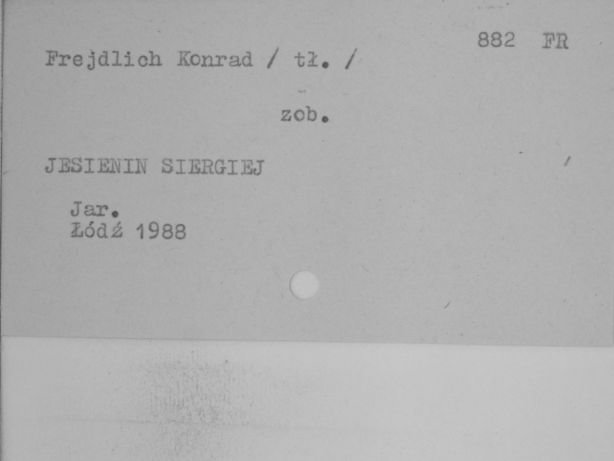 882 FR
Frejdlich Konrad / tł. /
zob.
JESIENIN SIERGIEJ
Jar.
Łódź 1988